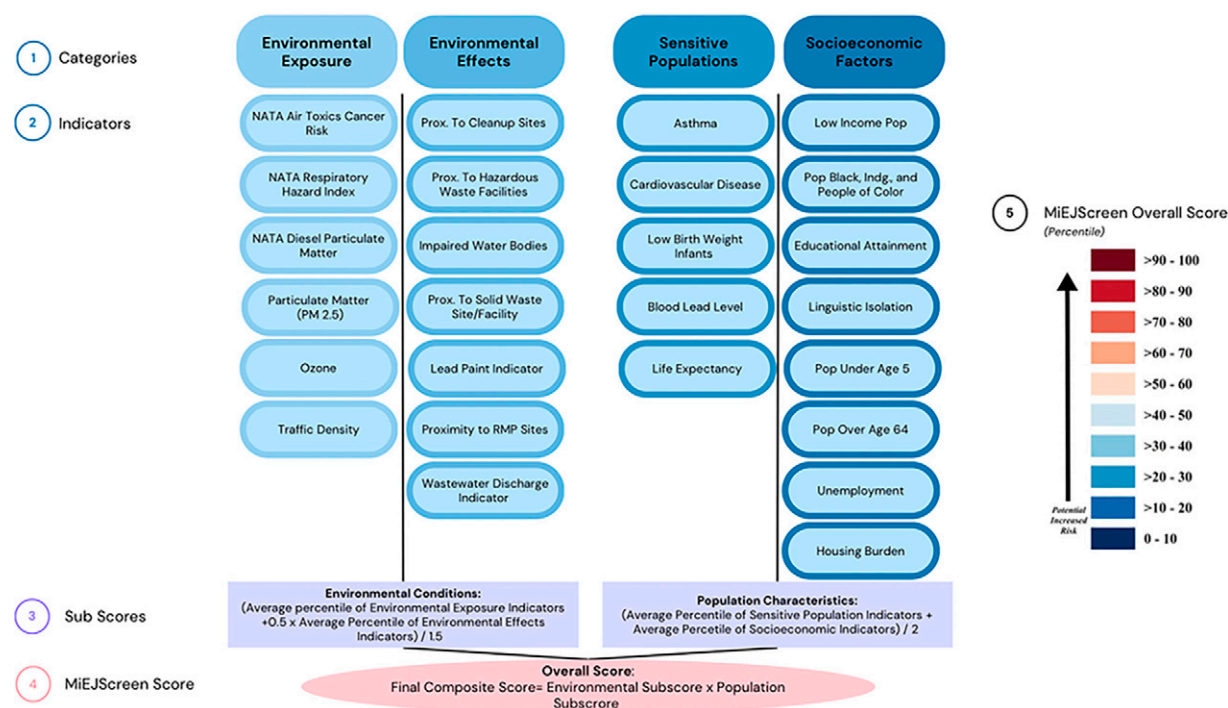 1 Categories
Environmental
Exposure
Environmental
Effects
Sensitive
Populations
Socioeconomic
Factors
2 Indicators
NATA Air Toxics Cancer
Risk
NATA Respiratory
Hazard Index
NATA Diesel Particulate
Matter
Particulate Matter
(PM 2.5)
Ozone
Traffic Density
Prox. To Cleanup Sites
Prox. To Hazardous
Waste Facilities
Impaired Water Bodies
Prox. To Solid Waste
Site/Facility
Lead Paint Indicator
Proximity to RMP Sites
Wastewater Discharge
Indicator
Asthma
Cardiovascular Disease
Low Birth Weight
Infants
Blood Lead Level
Life Expectancy
Low Income Pop
Pop Black, Indg., and
People of Color
Educational Attainment
Linguistic Isolation
Pop Under Age 5
Pop Over Age 64
Unemployment
Housing Burden
3 Sub Scores
Environmental Conditions:
(Average percentile of Environmental Exposure Indicators
+0.5 x Average Percentile of Environmental Effects
Indicators) / 1.5
Population Characteristics:
(Average Percentile of Sensitive Population Indicators +
Average Percetile of Socioeconomic Indicators) / 2
4 MiEJScreen Score
Overall Score:
Final Composite Score= Environmental Subscore x Population
Subscrore
5 MiEJScreen Overall Score
(Percentile)
>90 - 100
>80 - 90
>70 - 80
>60 - 70
>50 - 60
>40 - 50
>30 - 40
>20 - 30
>10 - 20
0 - 10
Potential
Increased
Risk